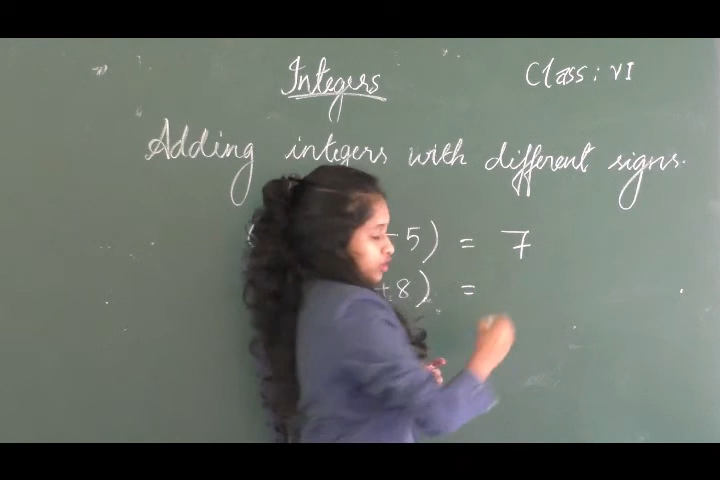 Integers
Class: VI
Adding integers with different signs.
-5) = 7
+8) =